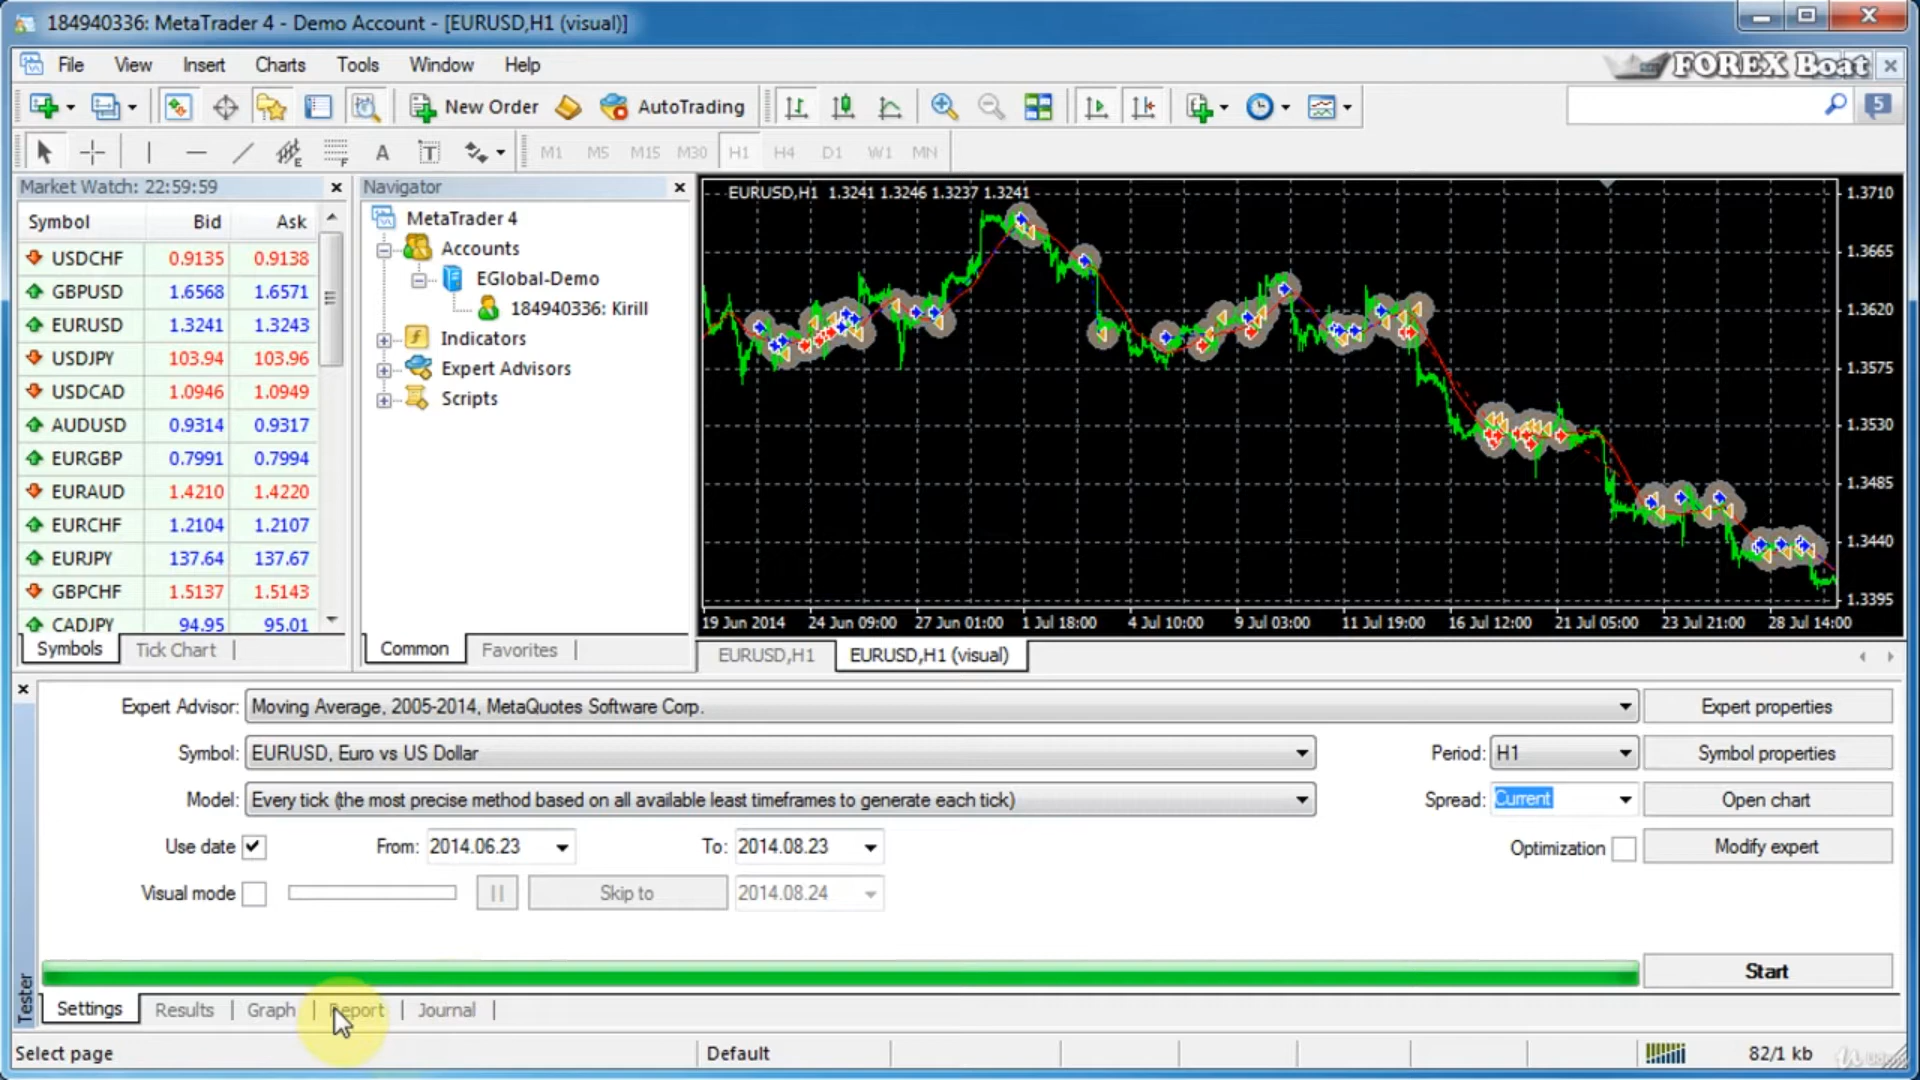 184940336: MetaTrader 4 - Demo Account - [EURUSD,H1 (visual)]
File View Insert Charts Tools Window Help
FOREX Boat
New Order AutoTrading
5
A T E F
M1 M5 M15 M30 H1 H4 D1 W1 MN
Market Watch: 22:59:59
Symbol Bid Ask
USDCHF 0.9135 0.9138
GBPUSD 1.6568 1.6571
EURUSD 1.3241 1.3243
USDJPY 103.94 103.96
USDCAD 1.0946 1.0949
AUDUSD 0.9314 0.9317
EURGBP 0.7991 0.7994
EURAUD 1.4210 1.4220
EURCHF 1.2104 1.2107
EURJPY 137.64 137.67
GBPCHF 1.5137 1.5143
CADJPY 94.95 95.01
Symbols Tick Chart
Navigator
MetaTrader 4
Accounts
EGlobal-Demo
184940336: Kirill
Indicators
Expert Advisors
Scripts
Common Favorites
EURUSD,H1 1.3241 1.3246 1.3237 1.3241
1.3710
1.3665
1.3620
1.3575
1.3530
1.3485
1.3440
1.3395
19 Jun 2014 24 Jun 09:00 27 Jun 01:00 1 Jul 18:00 4 Jul 10:00 9 Jul 03:00 11 Jul 19:00 16 Jul 12:00 21 Jul 05:00 23 Jul 21:00 28 Jul 14:00
EURUSD,H1 EURUSD,H1 (visual)
Expert Advisor: Moving Average, 2005-2014, MetaQuotes Software Corp. Expert properties
Symbol: EURUSD, Euro vs US Dollar Period: H1 Symbol properties
Model: Every tick (the most precise method based on all available least timeframes to generate each tick) Spread: Current Open chart
Use date From: 2014.06.23 To: 2014.08.23 Optimization Modify expert
Visual mode Skip to 2014.08.24
Start
Tester
Settings Results Graph Report Journal
Select page Default 82/1 kb